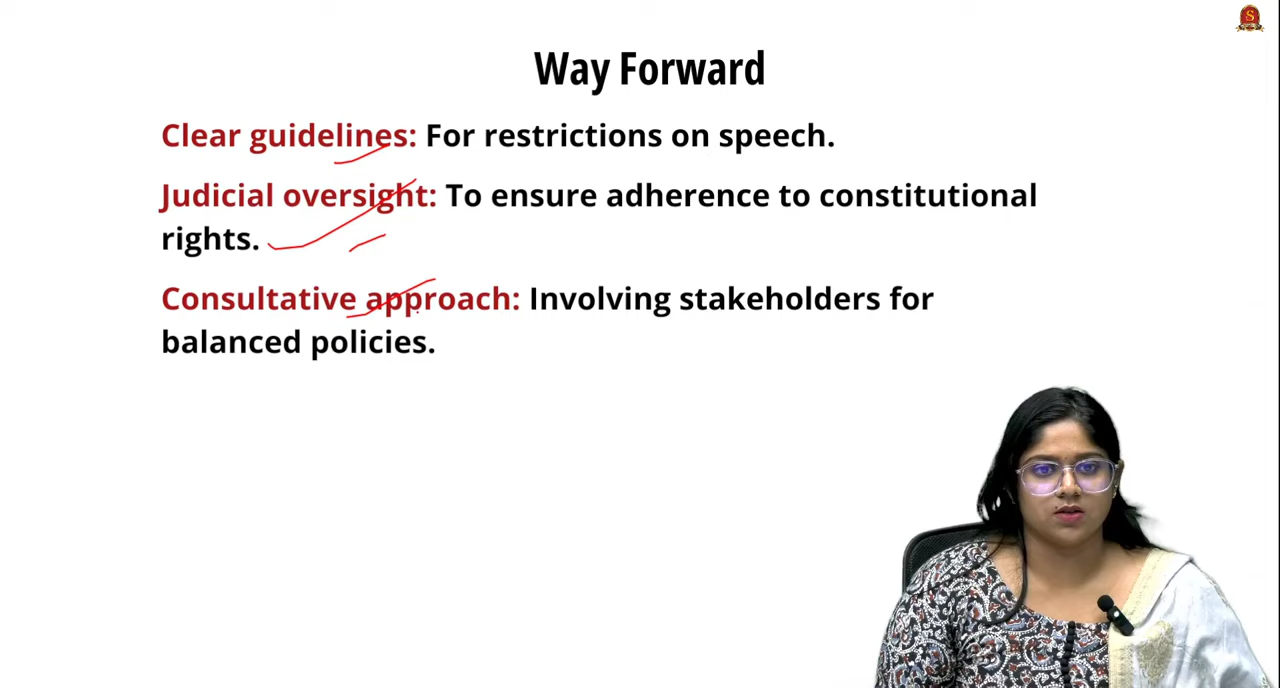 Way Forward
Clear guidelines: For restrictions on speech.
Judicial oversight: To ensure adherence to constitutional
rights.
Consultative approach: Involving stakeholders for
balanced policies.
S